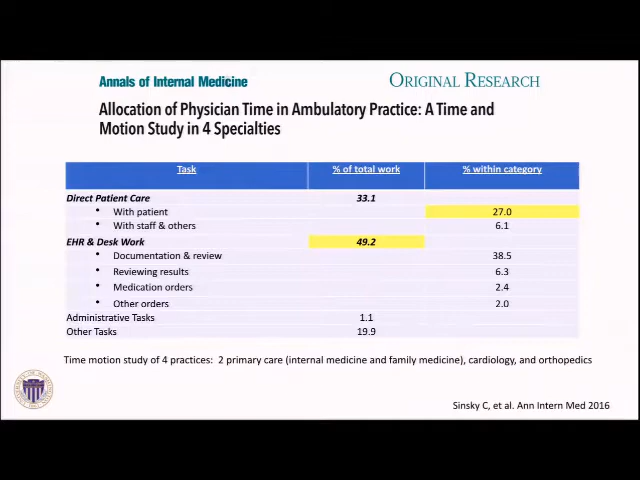 Annals of Internal Medicine
ORIGINAL RESEARCH
Allocation of Physician Time in Ambulatory Practice: A Time and
Motion Study in 4 Specialties
Task % of total work % within category
Direct Patient Care 33.1
• With patient 27.0
• With staff & others 6.1
EHR & Desk Work 49.2
• Documentation & review 38.5
• Reviewing results 6.3
• Medication orders 2.4
• Other orders 2.0
Administrative Tasks 1.1
Other Tasks 19.9
Time motion study of 4 practices: 2 primary care (internal medicine and family medicine), cardiology, and orthopedics
Sinsky C, et al. Ann Intern Med 2016